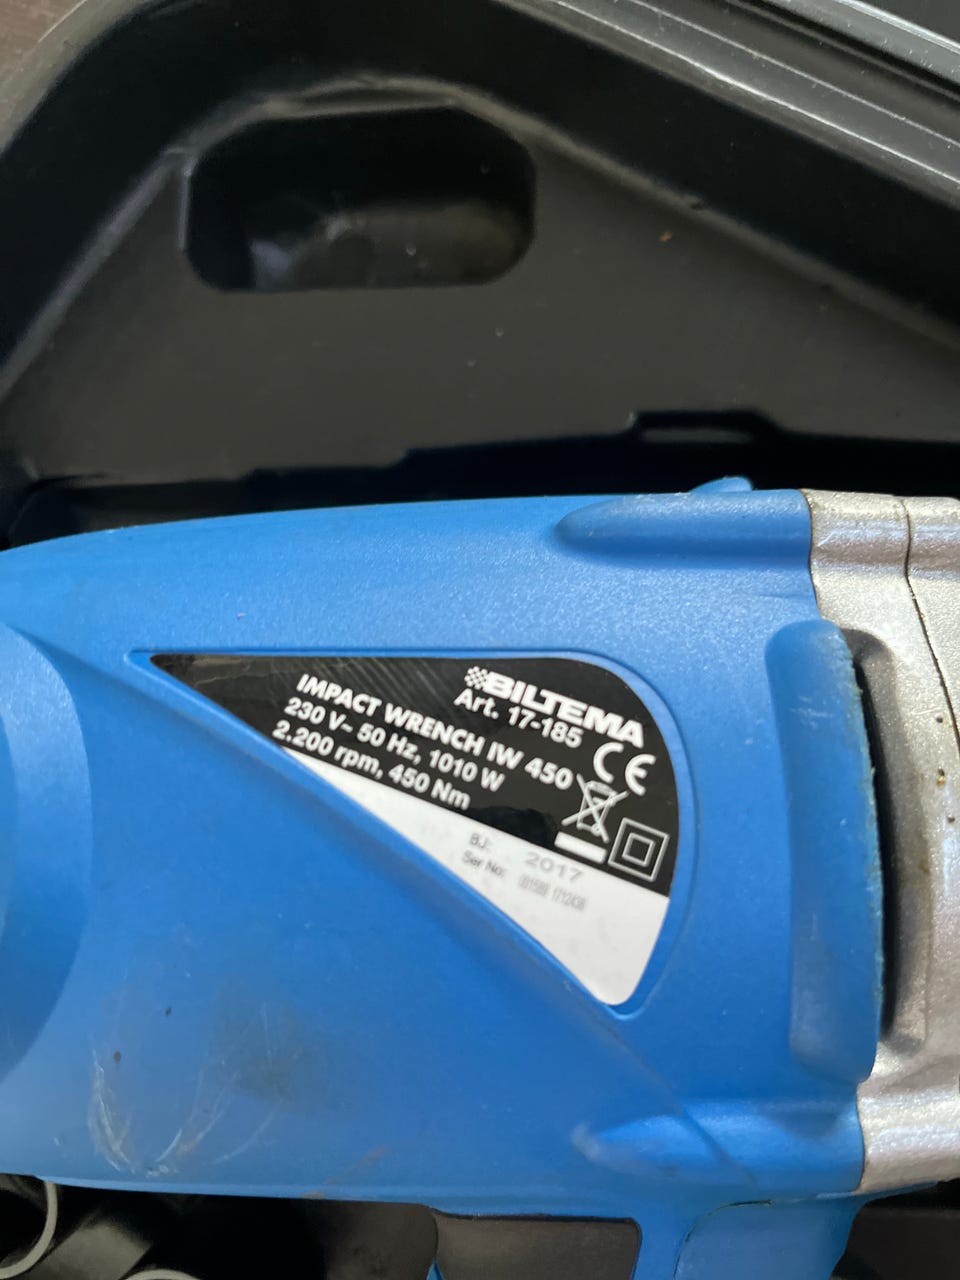 BILTEMA
Art. 17-185
IMPACT WRENCH IW 450
230 V~ 50 Hz, 1010 W
2.200 rpm, 450 Nm
CE
BJ: 2017
Ser No: